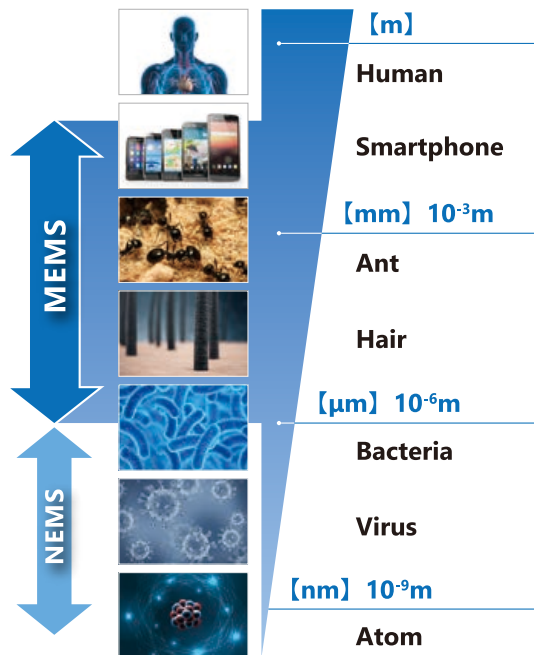 【m】
Human
Smartphone
【mm】 10⁻³m
Ant
Hair
【μm】 10⁻⁶m
Bacteria
Virus
【nm】 10⁻⁹m
Atom
MEMS
NEMS